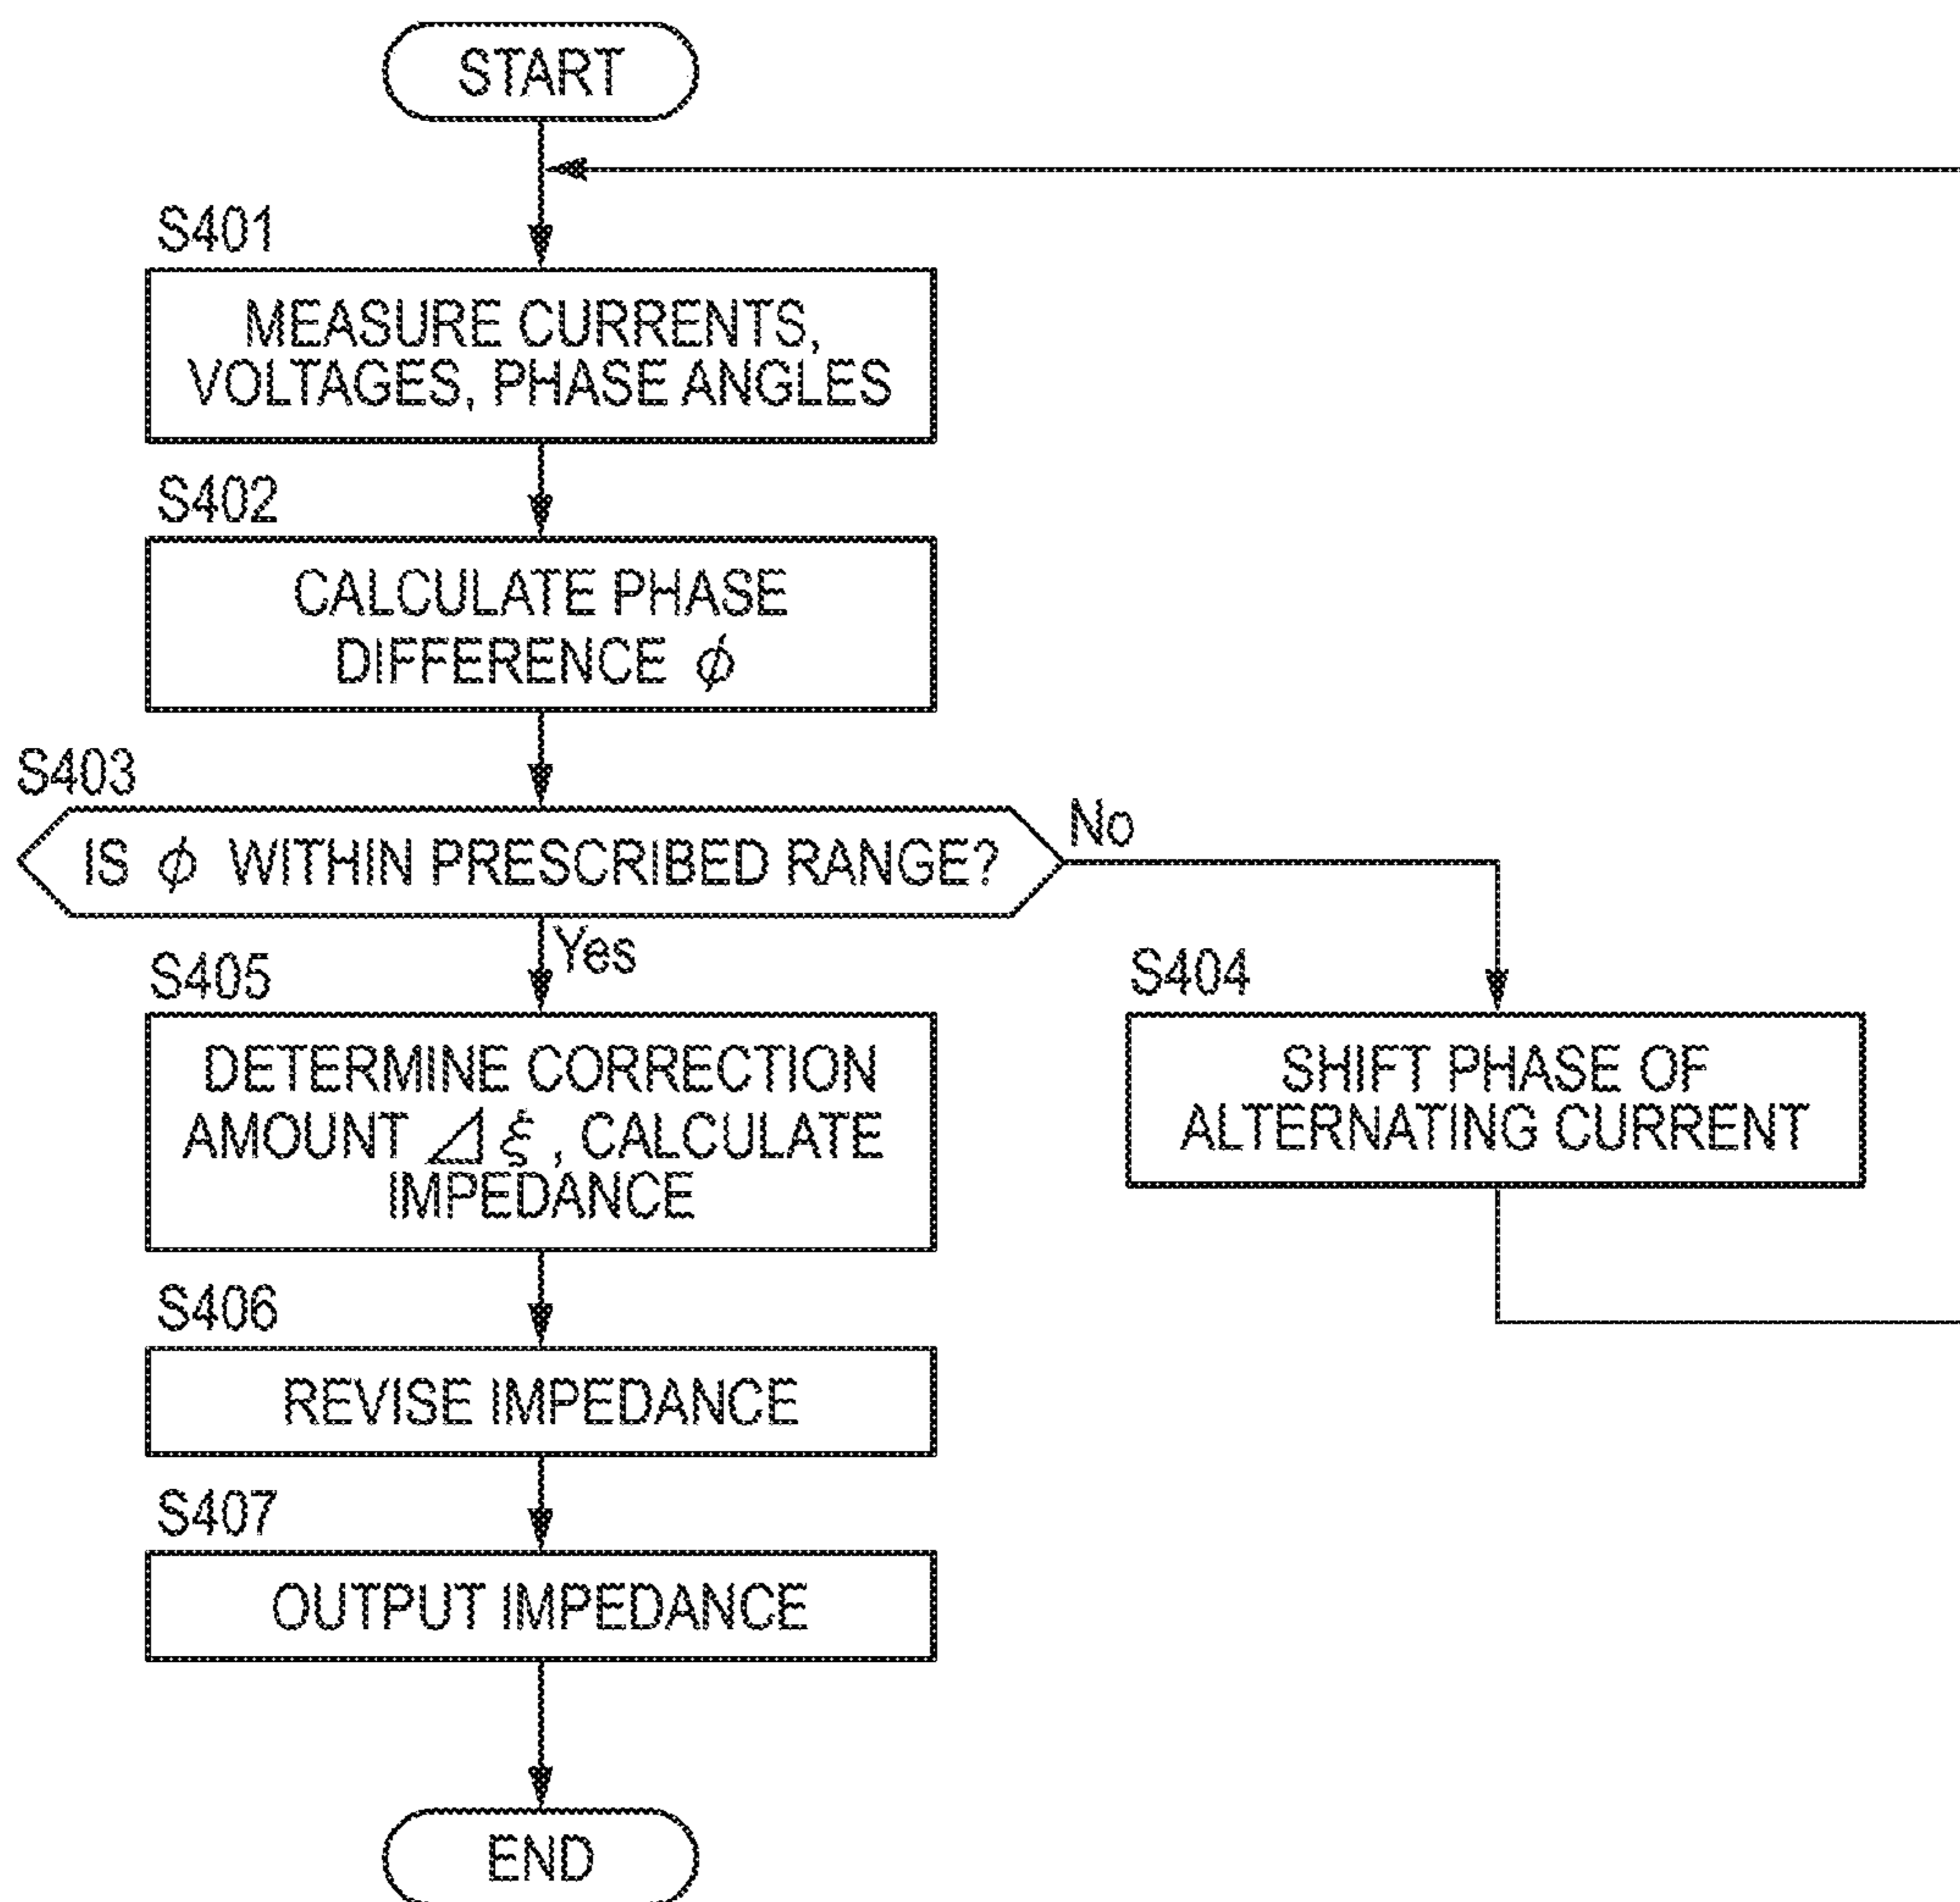 START
S401
MEASURE CURRENTS,
VOLTAGES, PHASE ANGLES
S402
CALCULATE PHASE
DIFFERENCE ϕ
S403
IS ϕ WITHIN PRESCRIBED RANGE?
No
Yes
S404
SHIFT PHASE OF
ALTERNATING CURRENT
S405
DETERMINE CORRECTION
AMOUNT Δξ, CALCULATE
IMPEDANCE
S406
REVISE IMPEDANCE
S407
OUTPUT IMPEDANCE
END